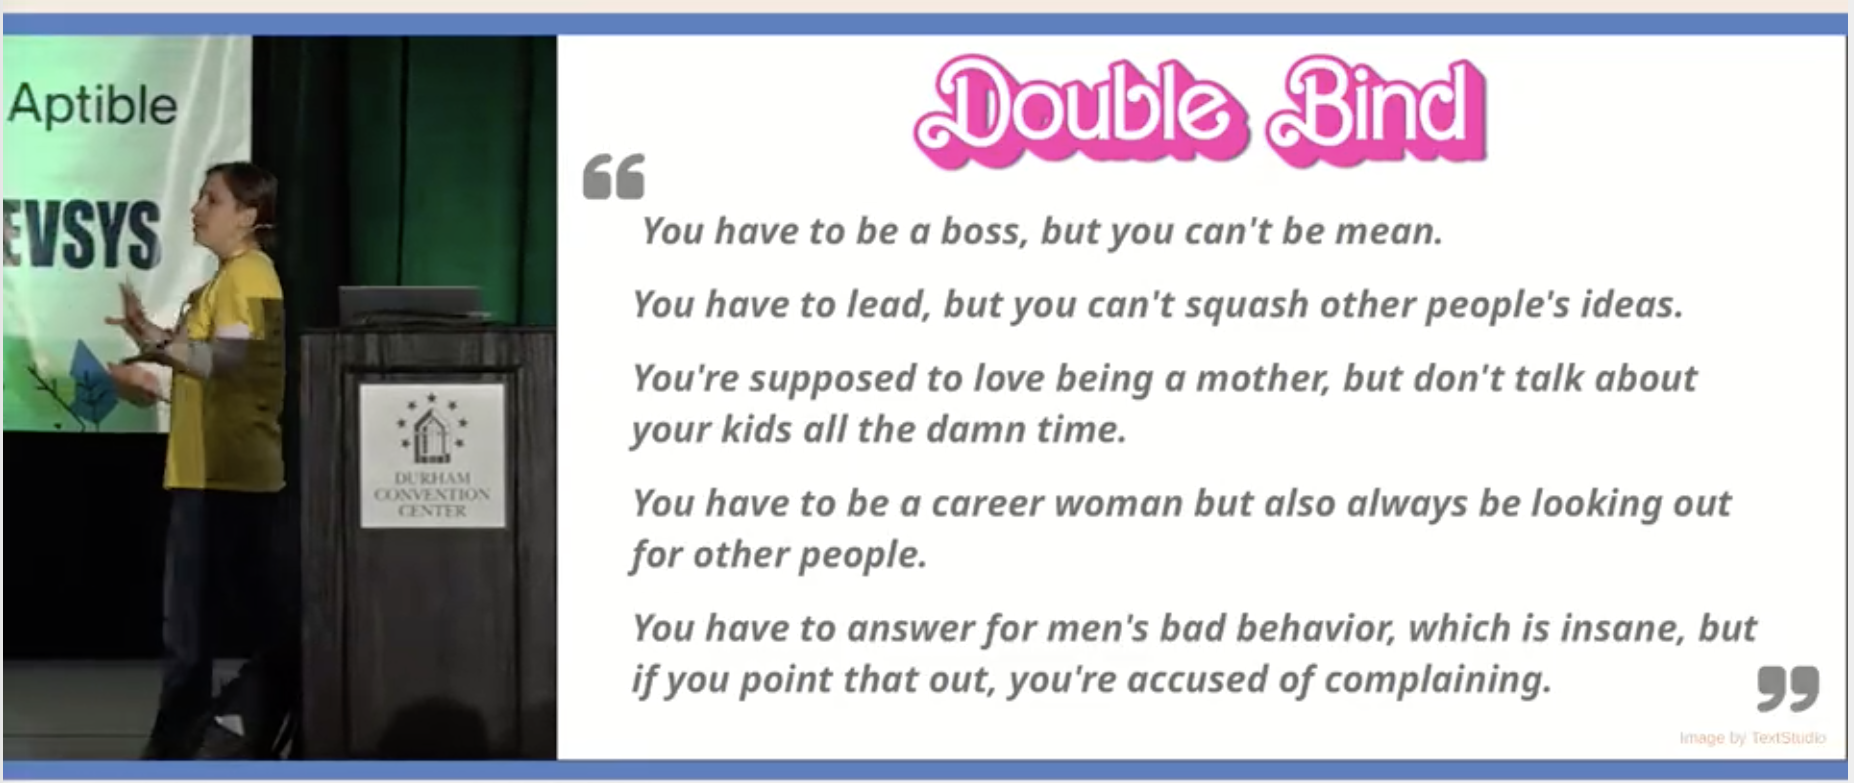 Aptible
EVSYS
DURHAM
CONVENTION
CENTER
Double Bind
“
You have to be a boss, but you can't be mean.
You have to lead, but you can't squash other people's ideas.
You're supposed to love being a mother, but don't talk about
your kids all the damn time.
You have to be a career woman but also always be looking out
for other people.
You have to answer for men's bad behavior, which is insane, but
if you point that out, you're accused of complaining.
”
Image by TextStudio